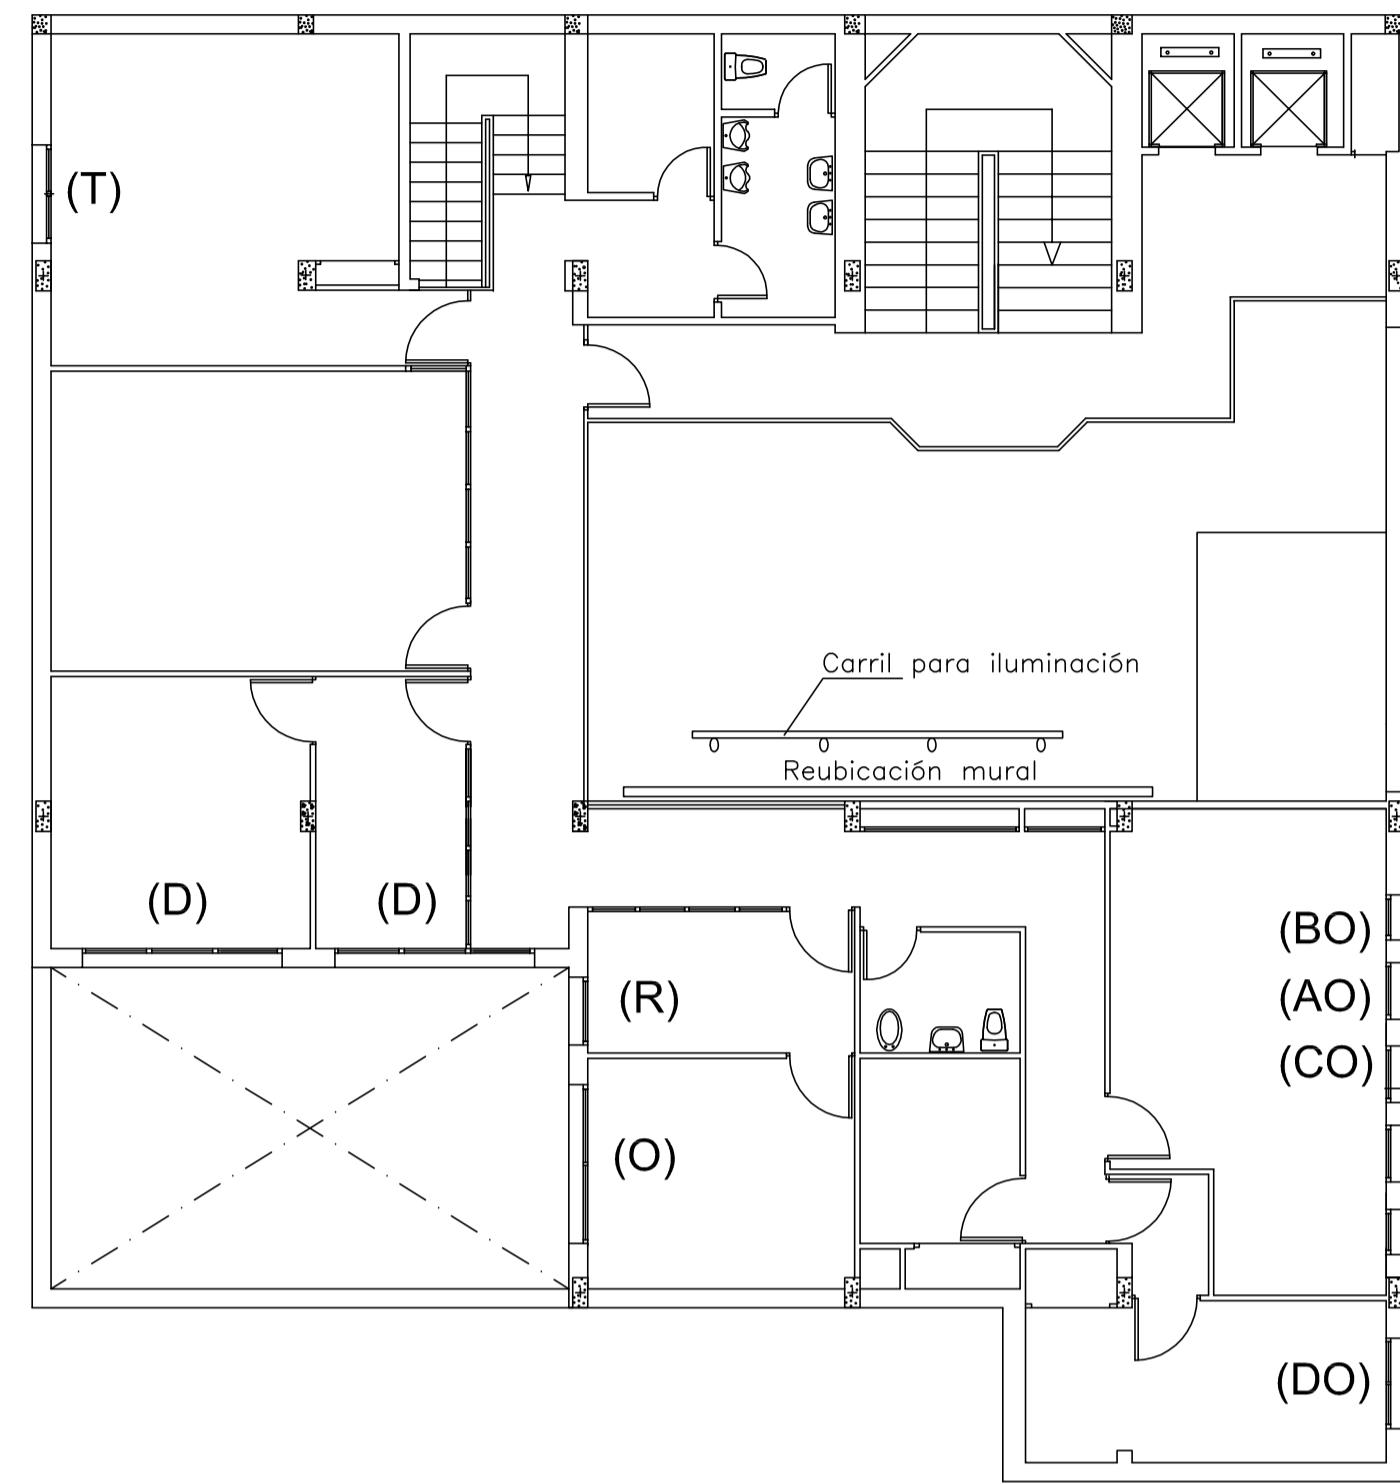 (T)
Carril para iluminación
Reubicación mural
(D)
(D)
(BO)
(R)
(AO)
(CO)
(O)
(DO)